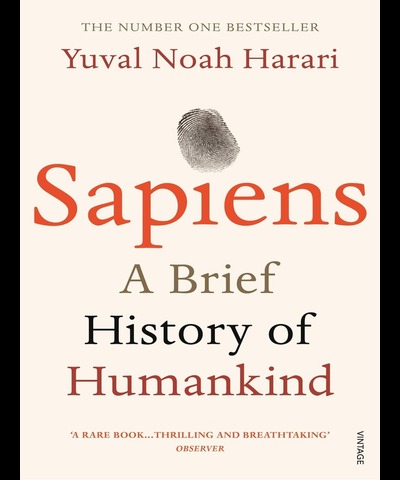 THE NUMBER ONE BESTSELLER
Yuval Noah Harari
Sapiens
A Brief
History of
Humankind
‘A RARE BOOK...THRILLING AND BREATHTAKING’
OBSERVER
VINTAGE